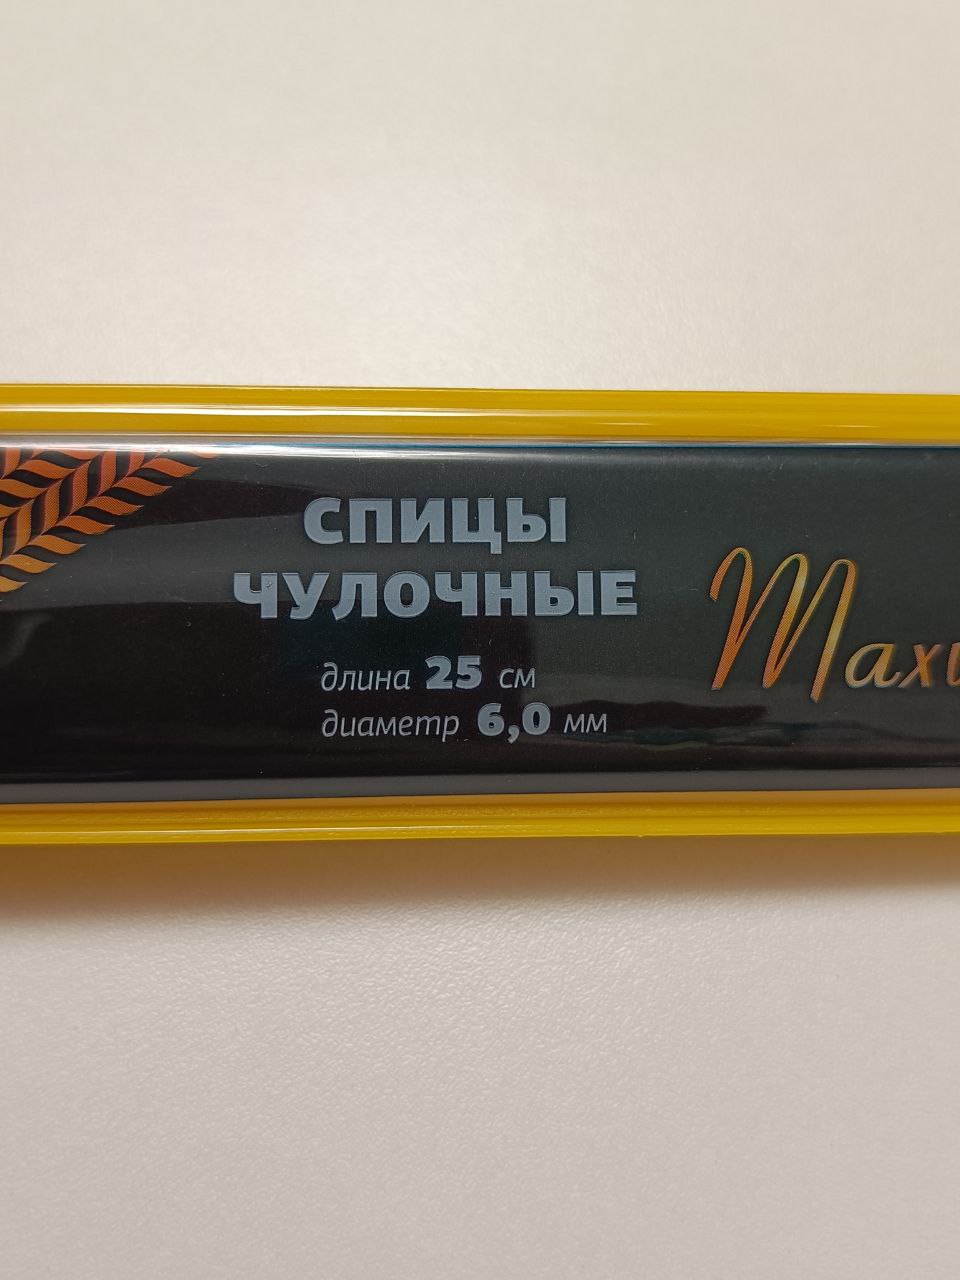 СПИЦЫ
ЧУЛОЧНЫЕ
длина 25 см
диаметр 6,0 мм